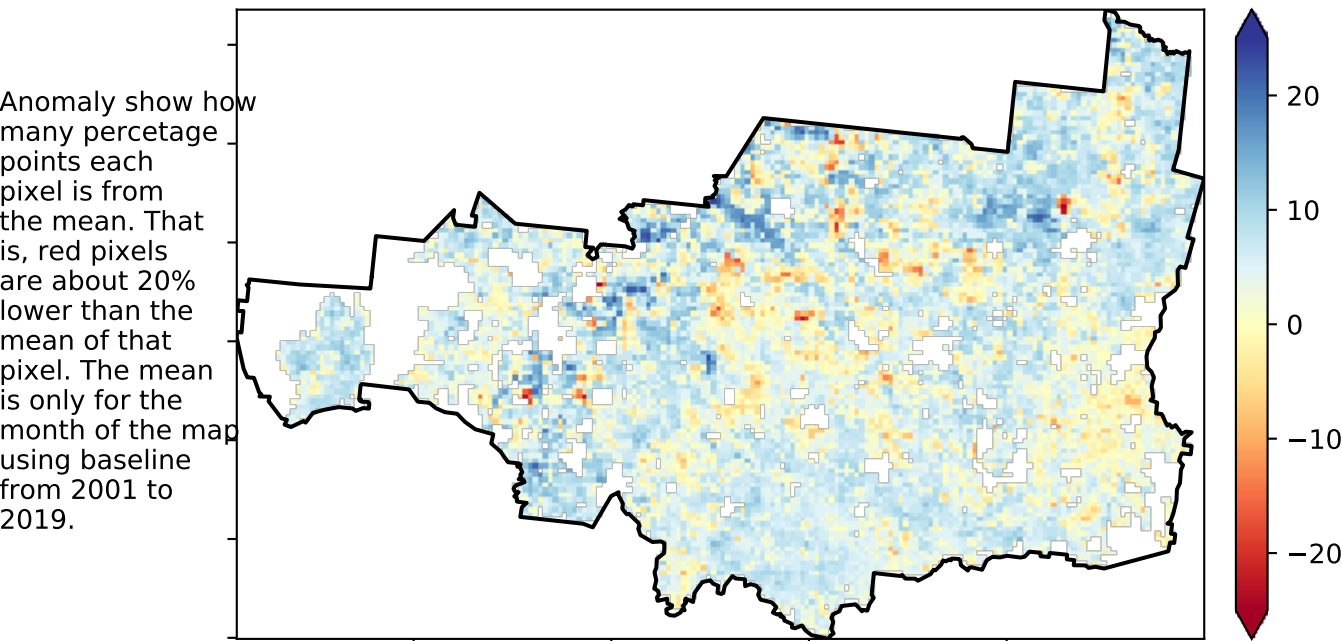 Anomaly show how
many percetage
points each
pixel is from
the mean. That
is, red pixels
are about 20%
lower than the
mean of that
pixel. The mean
is only for the
month of the map
using baseline
from 2001 to
2019.
20
10
0
−10
−20